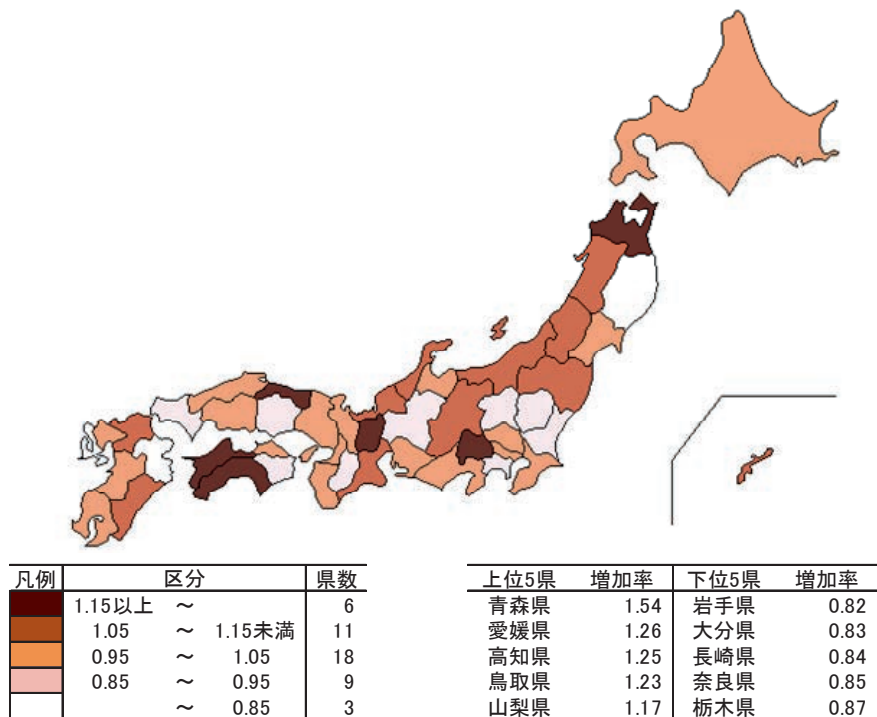 凡例 区分 県数
1.15以上 ～ 6
1.05 ～ 1.15未満 11
0.95 ～ 1.05 18
0.85 ～ 0.95 9
～ 0.85 3
上位5県 増加率 下位5県 増加率
青森県 1.54 岩手県 0.82
愛媛県 1.26 大分県 0.83
高知県 1.25 長崎県 0.84
鳥取県 1.23 奈良県 0.85
山梨県 1.17 栃木県 0.87